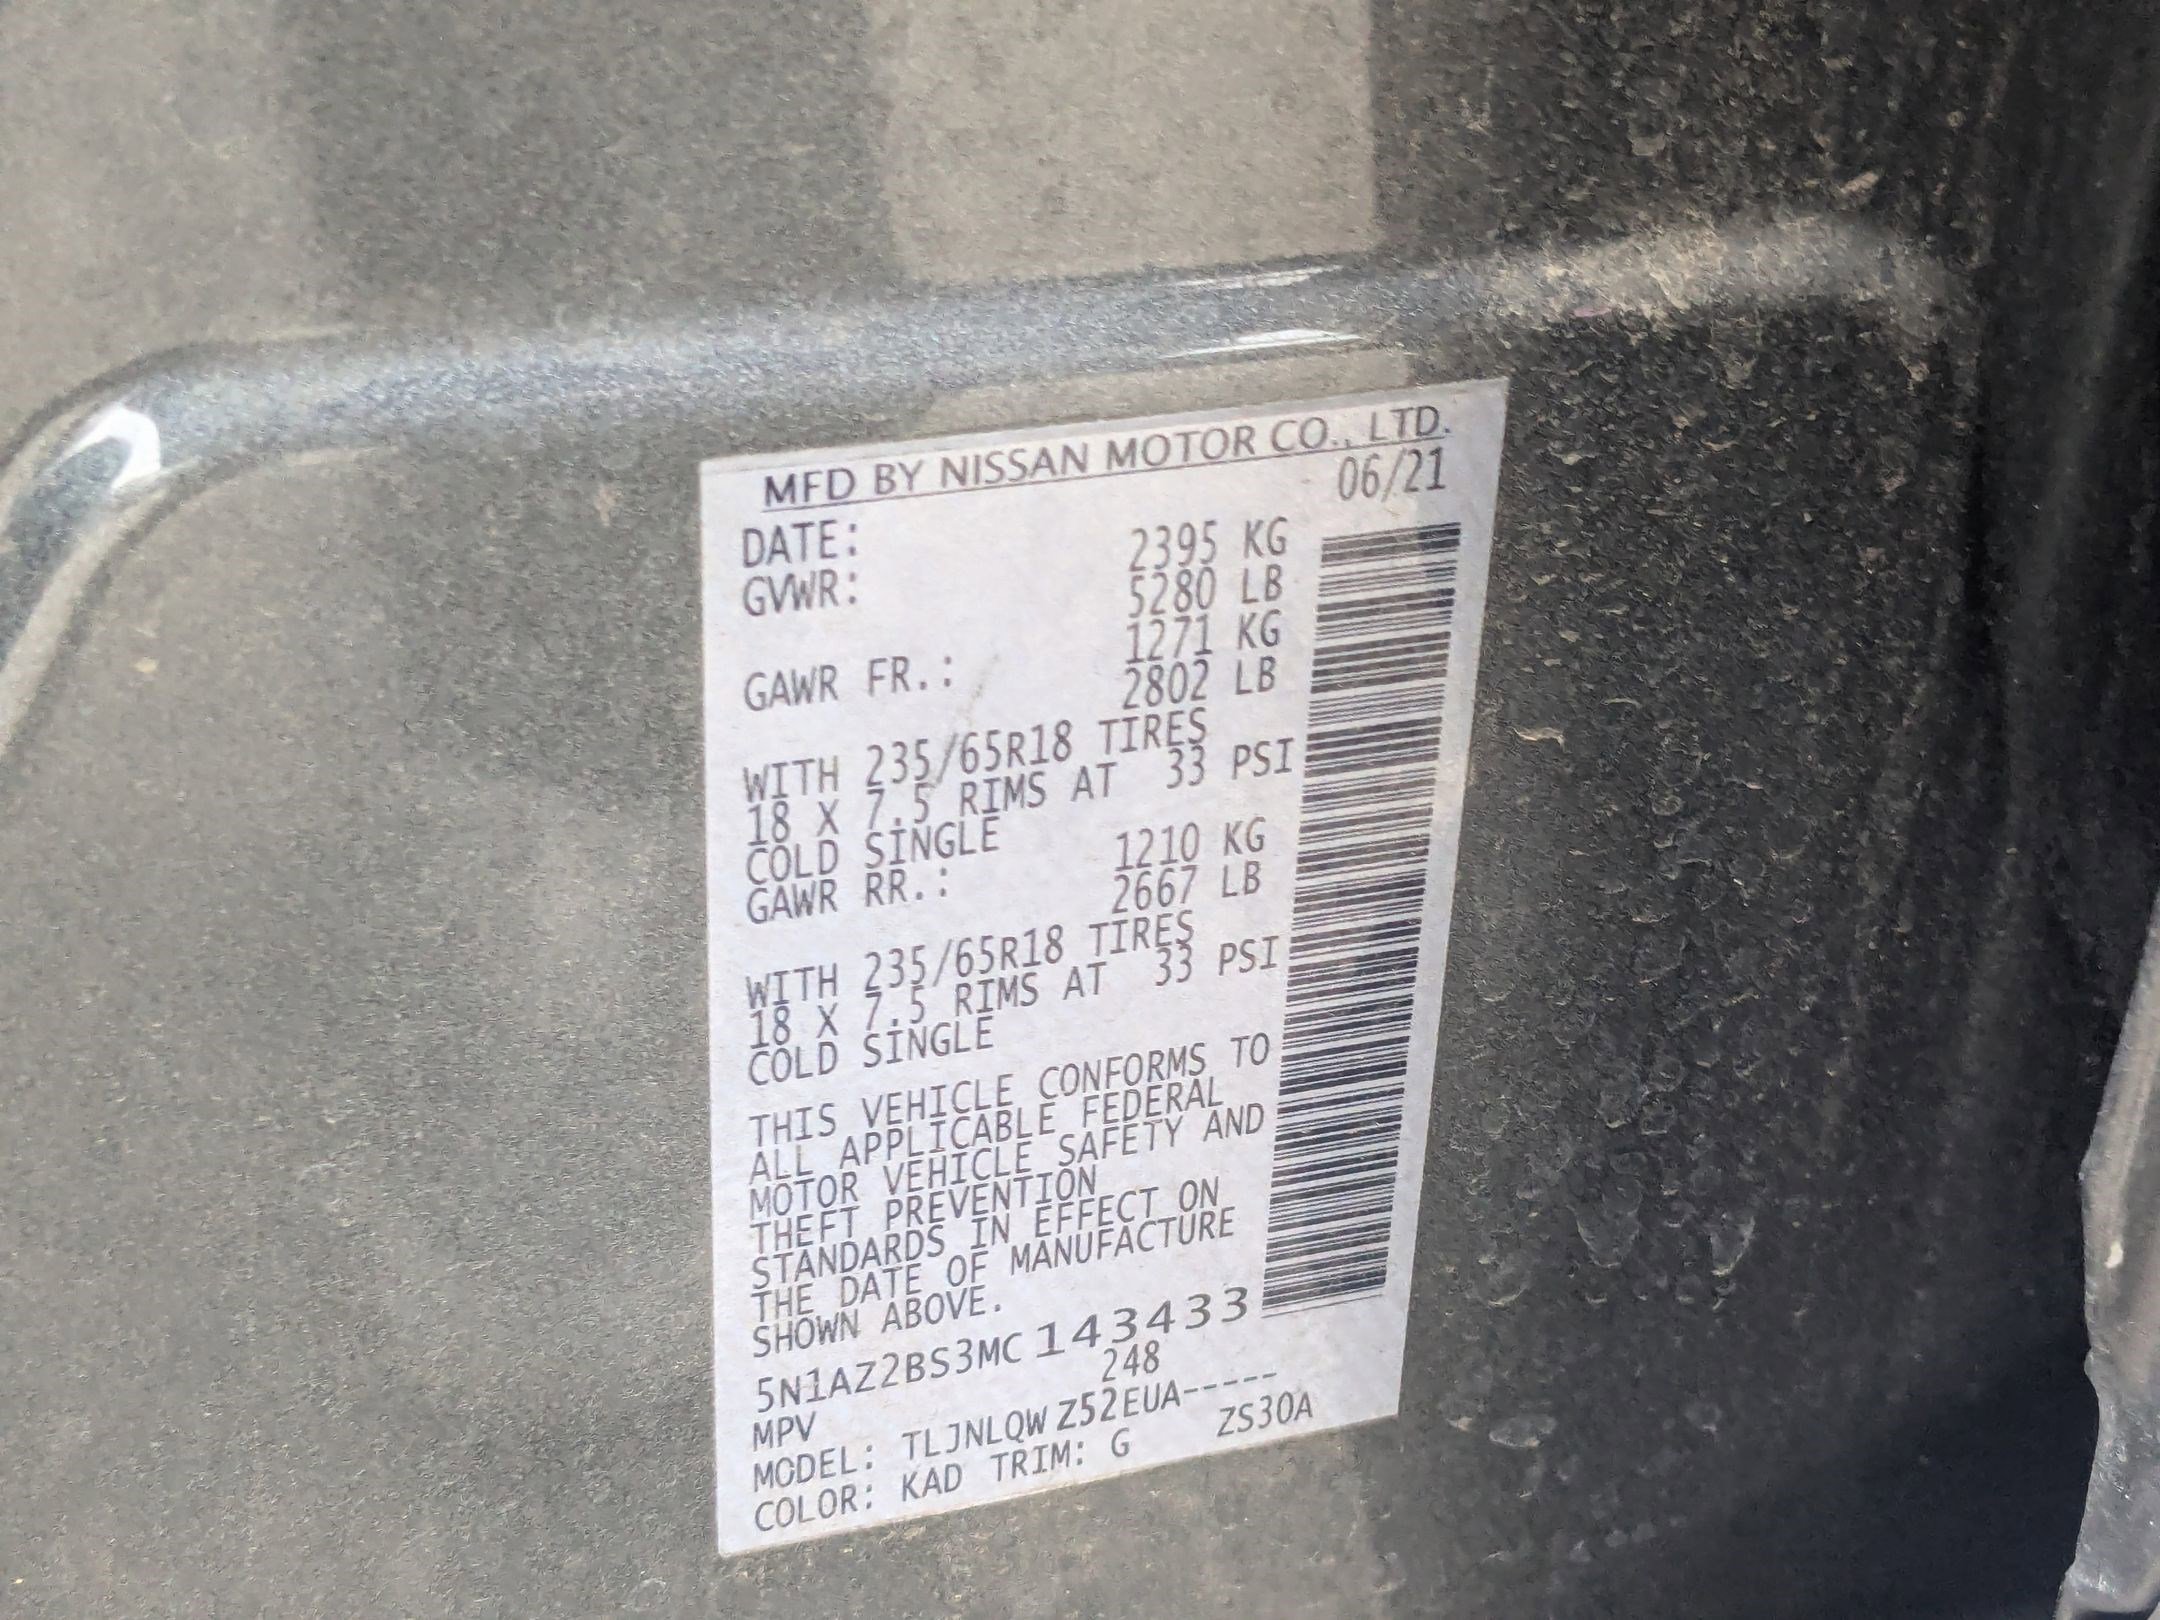 MFD BY NISSAN MOTOR CO., LTD.
DATE: 06/21
GVWR: 2395 KG
5280 LB
GAWR FR.: 1271 KG
2802 LB
WITH 235/65R18 TIRES
18 X 7.5 RIMS AT 33 PSI
COLD SINGLE
GAWR RR.: 1210 KG
2667 LB
WITH 235/65R18 TIRES
18 X 7.5 RIMS AT 33 PSI
COLD SINGLE
THIS VEHICLE CONFORMS TO
ALL APPLICABLE FEDERAL
MOTOR VEHICLE SAFETY AND
THEFT PREVENTION
STANDARDS IN EFFECT ON
THE DATE OF MANUFACTURE
SHOWN ABOVE.
5N1AZ2BS3MC143433
MPV 248
MODEL: TLJNLQWZ52EUA-----
COLOR: KAD TRIM: G ZS30A